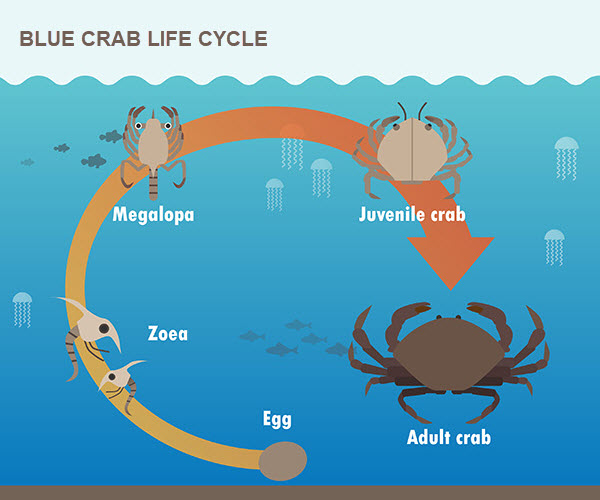 BLUE CRAB LIFE CYCLE
Megalopa
Juvenile crab
Zoea
Egg
Adult crab